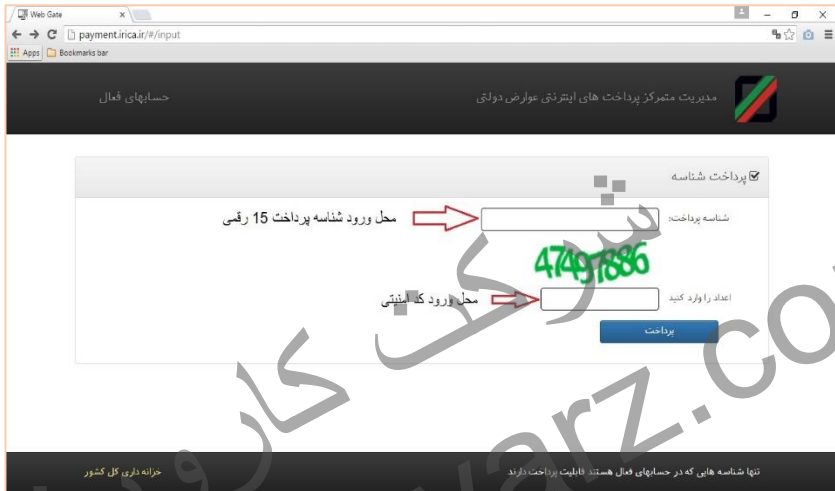 Web Gate
payment.irica.ir/#/input
Apps Bookmarks bar
مدیریت متمرکز پرداخت های اینترنتی عوارض دولتی
حسابهای فعال
پرداخت شناسه
شناسه پرداخت:
محل ورود شناسه پرداخت 15 رقمی
47497886
اعداد را وارد کنید
محل ورود کد امنیتی
پرداخت
تنها شناسه هایی که در حسابهای فعال هستند قابلیت پرداخت دارند
خزانه داری کل کشور
شرکت